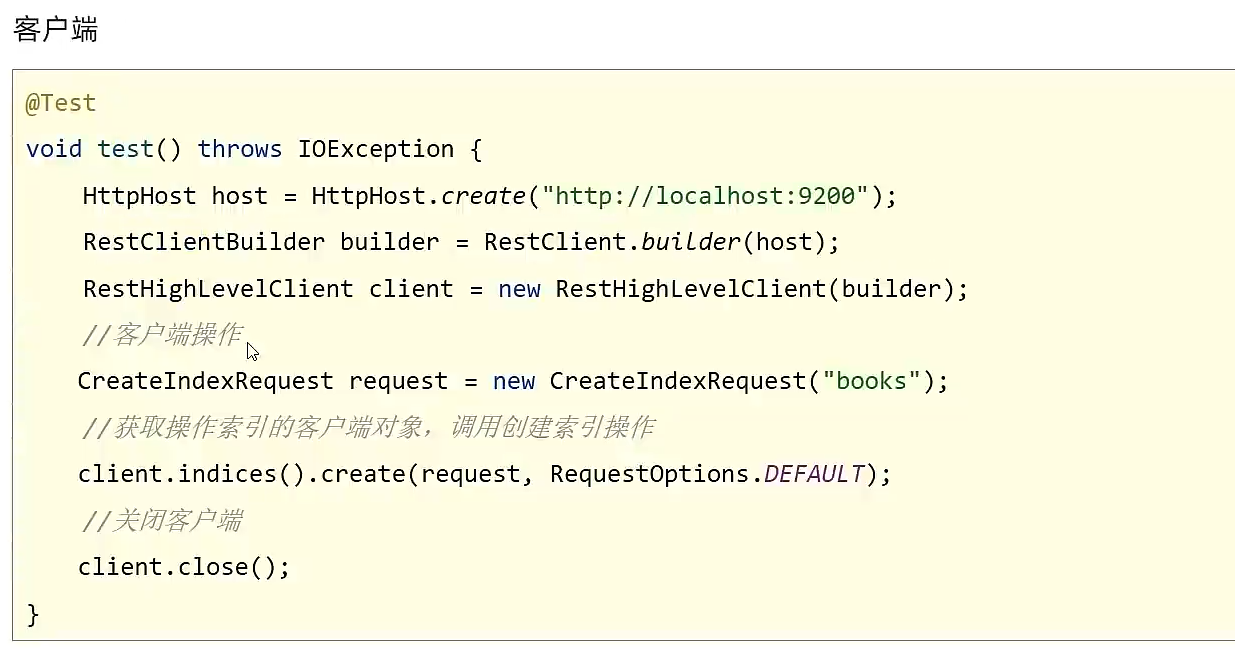 客户端
@Test
void test() throws IOException {
HttpHost host = HttpHost.create("http://localhost:9200");
RestClientBuilder builder = RestClient.builder(host);
RestHighLevelClient client = new RestHighLevelClient(builder);
//客户端操作
CreateIndexRequest request = new CreateIndexRequest("books");
//获取操作索引的客户端对象，调用创建索引操作
client.indices().create(request, RequestOptions.DEFAULT);
//关闭客户端
client.close();
}